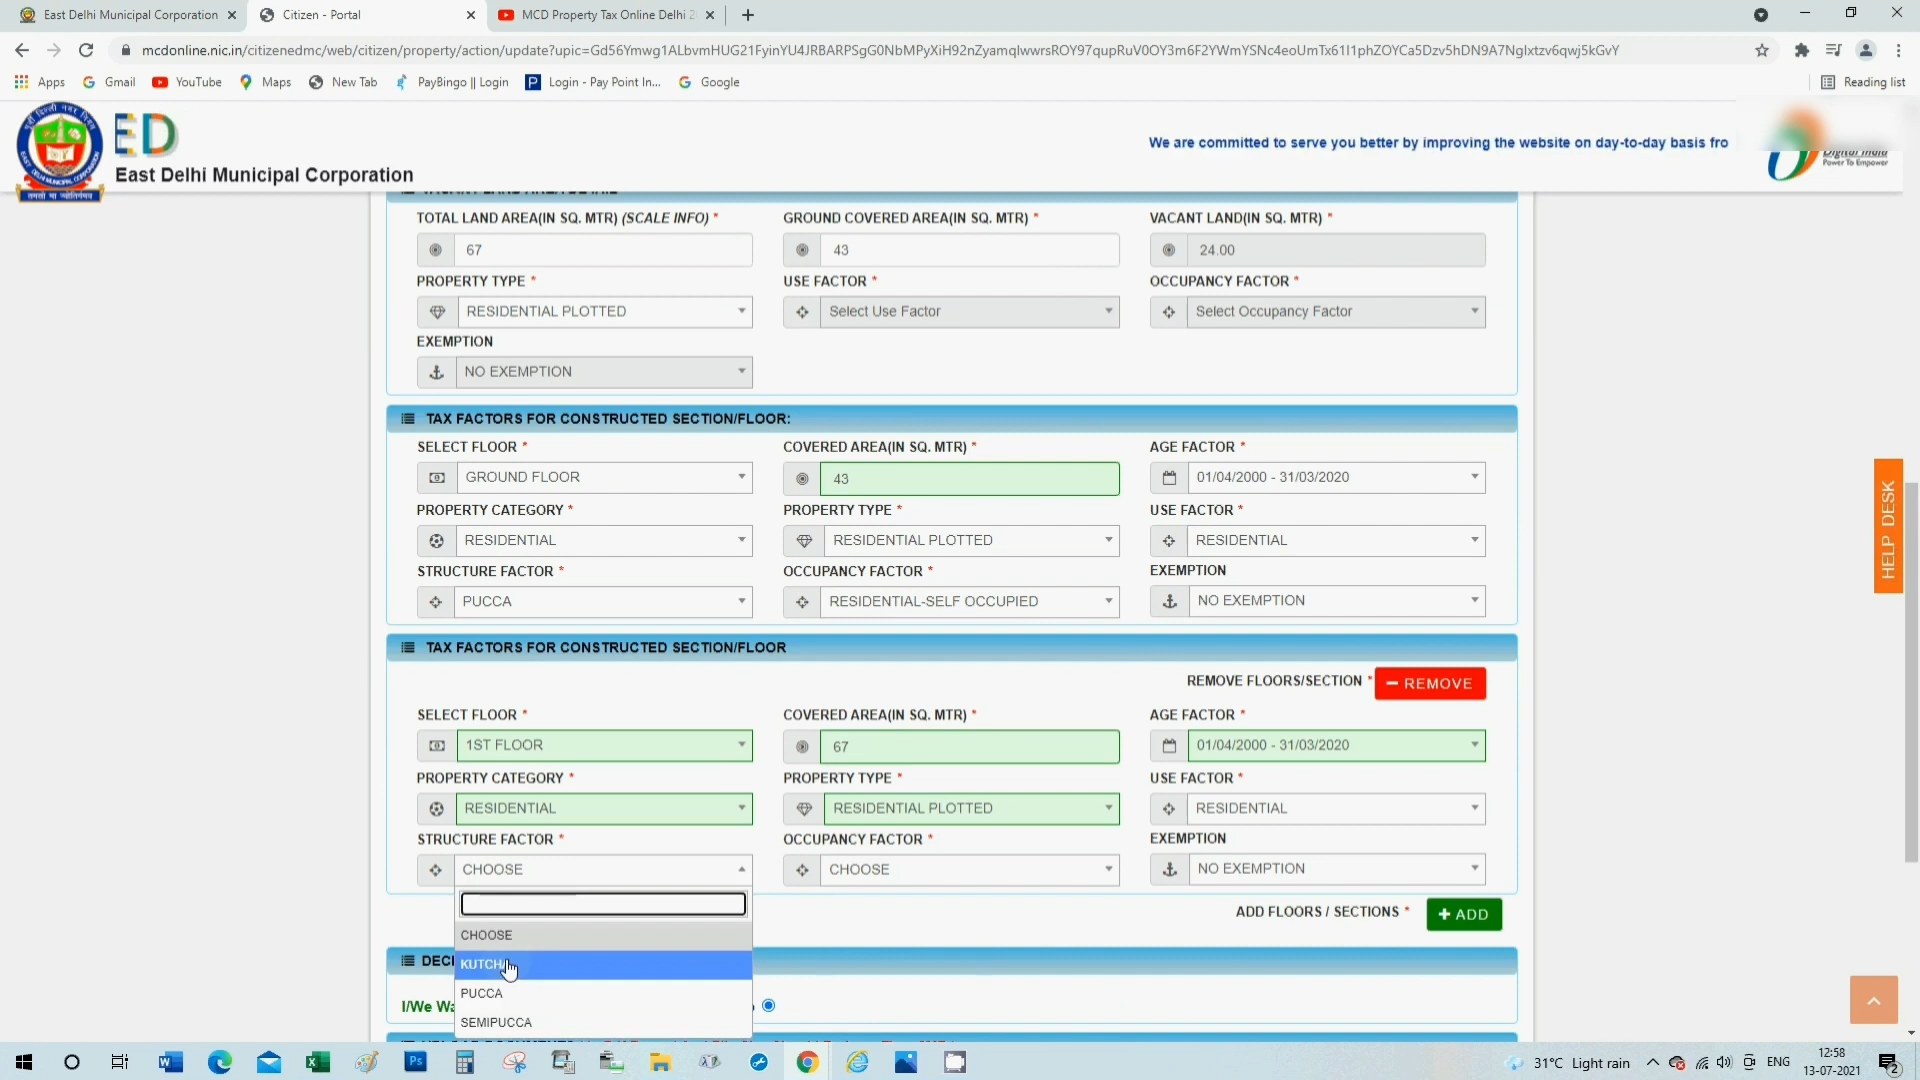 East Delhi Municipal Corporation
Citizen - Portal
MCD Property Tax Online Delhi 2
mcdonline.nic.in/citizenedmc/web/citizen/property/action/update?upic=Gd56Ymwg1ALbvmHUG21FyinYU4JRBARPSgG0NbMPyXiH92nZyamqlwwrsROY97qupRuV0OY3m6F2YWmYSNc4eoUmTx61I1phZOYCa5Dzv5hDN9A7Nglxtzv6qwj5kGvY
Apps
Gmail
YouTube
Maps
New Tab
PayBingo || Login
Login - Pay Point In...
Google
Reading list
ED
East Delhi Municipal Corporation
We are committed to serve you better by improving the website on day-to-day basis fro
Digital India
Power To Empower
TOTAL LAND AREA(IN SQ. MTR) (SCALE INFO) *
GROUND COVERED AREA(IN SQ. MTR) *
VACANT LAND(IN SQ. MTR) *
67
43
24.00
PROPERTY TYPE *
USE FACTOR *
OCCUPANCY FACTOR *
RESIDENTIAL PLOTTED
Select Use Factor
Select Occupancy Factor
EXEMPTION
NO EXEMPTION
TAX FACTORS FOR CONSTRUCTED SECTION/FLOOR:
SELECT FLOOR *
COVERED AREA(IN SQ. MTR) *
AGE FACTOR *
GROUND FLOOR
43
01/04/2000 - 31/03/2020
PROPERTY CATEGORY *
PROPERTY TYPE *
USE FACTOR *
RESIDENTIAL
RESIDENTIAL PLOTTED
RESIDENTIAL
STRUCTURE FACTOR *
OCCUPANCY FACTOR *
EXEMPTION
PUCCA
RESIDENTIAL-SELF OCCUPIED
NO EXEMPTION
HELP DESK
TAX FACTORS FOR CONSTRUCTED SECTION/FLOOR
REMOVE FLOORS/SECTION *
REMOVE
SELECT FLOOR *
COVERED AREA(IN SQ. MTR) *
AGE FACTOR *
1ST FLOOR
67
01/04/2000 - 31/03/2020
PROPERTY CATEGORY *
PROPERTY TYPE *
USE FACTOR *
RESIDENTIAL
RESIDENTIAL PLOTTED
RESIDENTIAL
STRUCTURE FACTOR *
OCCUPANCY FACTOR *
EXEMPTION
CHOOSE
CHOOSE
NO EXEMPTION
ADD FLOORS / SECTIONS *
+ ADD
CHOOSE
KUTCHA
PUCCA
SEMIPUCCA
DECL
I/We Wa
31°C Light rain
ENG
12:58
13-07-2021
2